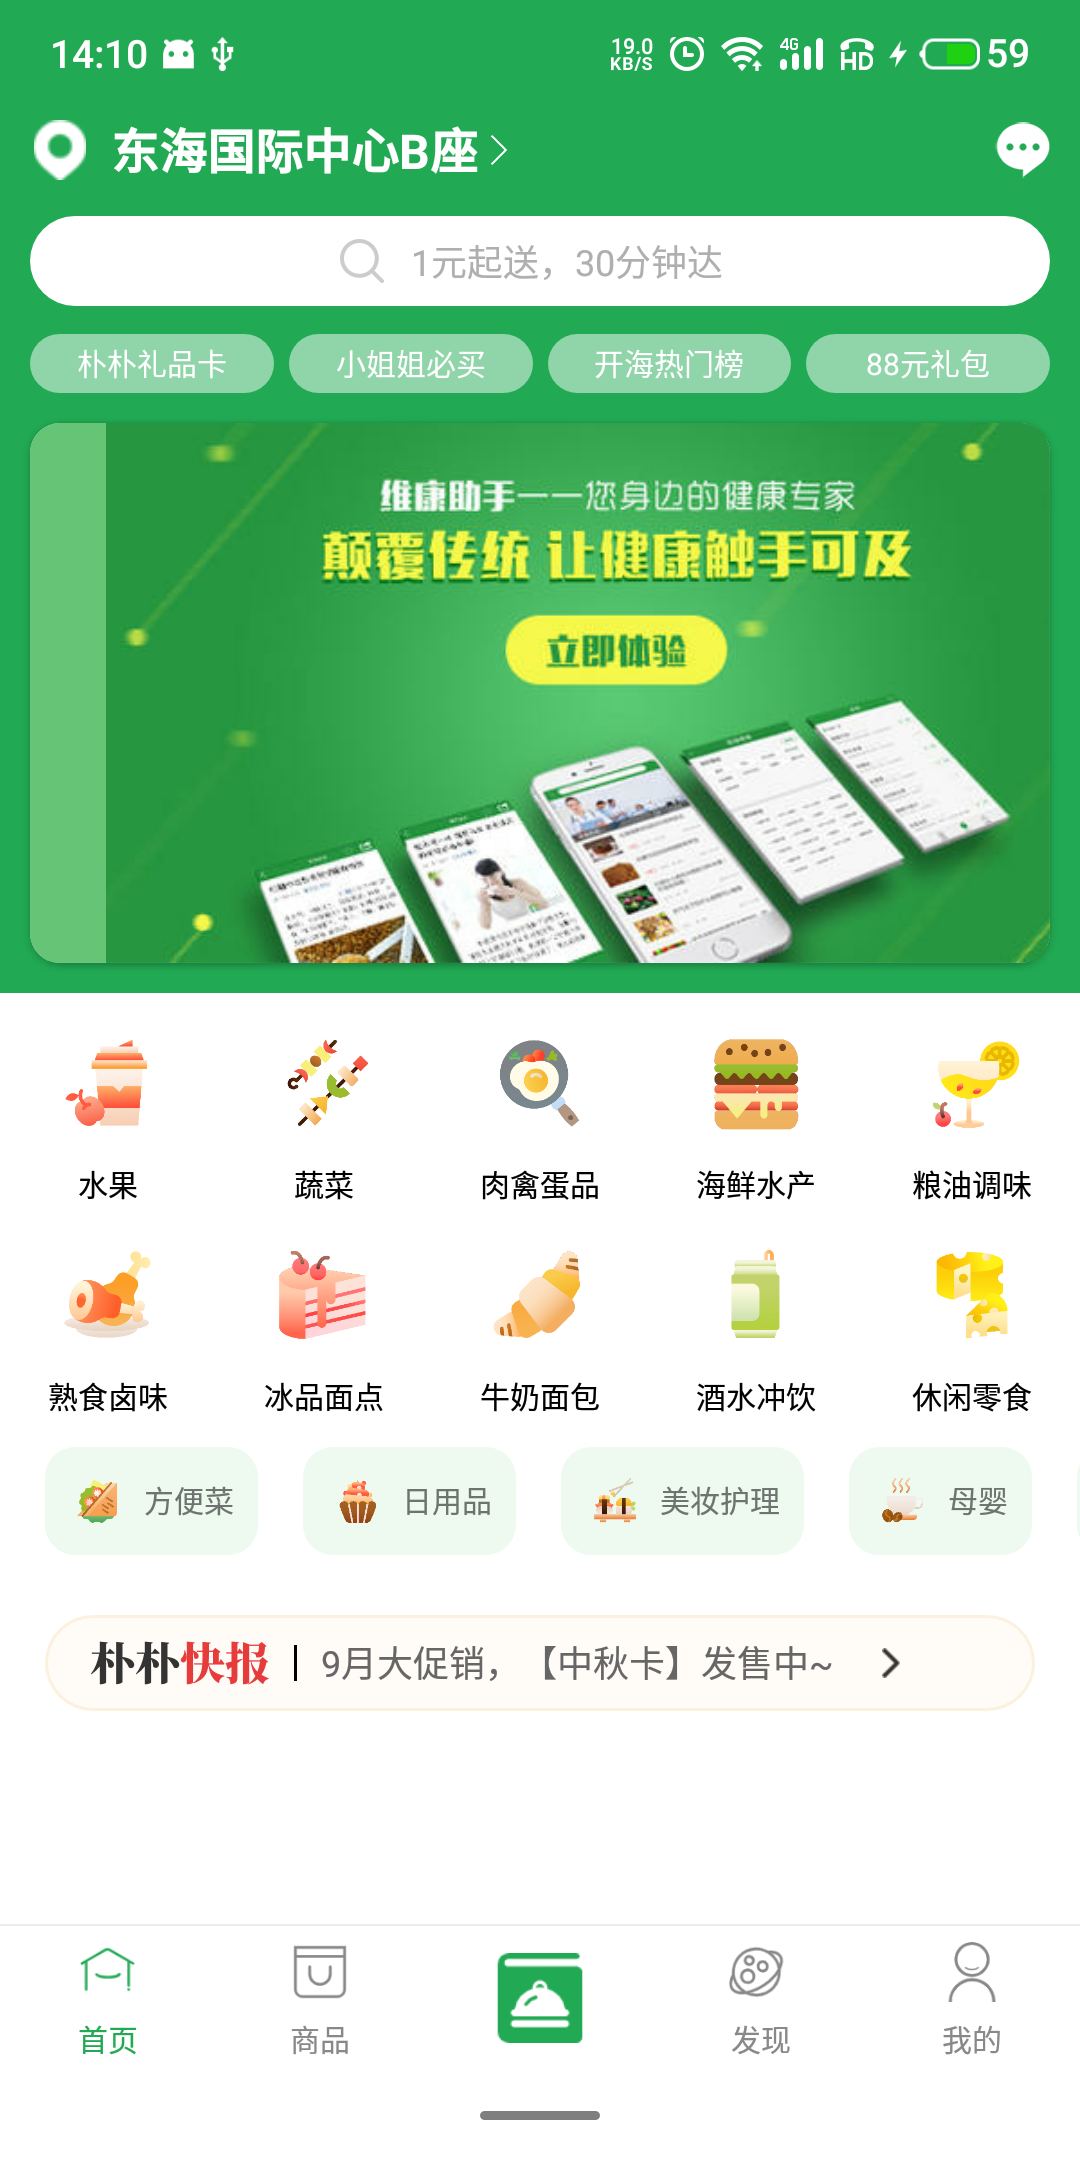 14:10
19.0
KB/S
4G
HD
59
东海国际中心B座
1元起送，30分钟达
朴朴礼品卡
小姐姐必买
开海热门榜
88元礼包
维康助手——您身边的健康专家
颠覆传统 让健康触手可及
立即体验
水果
蔬菜
肉禽蛋品
海鲜水产
粮油调味
熟食卤味
冰品面点
牛奶面包
酒水冲饮
休闲零食
方便菜
日用品
美妆护理
母婴
朴朴快报
9月大促销，【中秋卡】发售中~
首页
商品
发现
我的